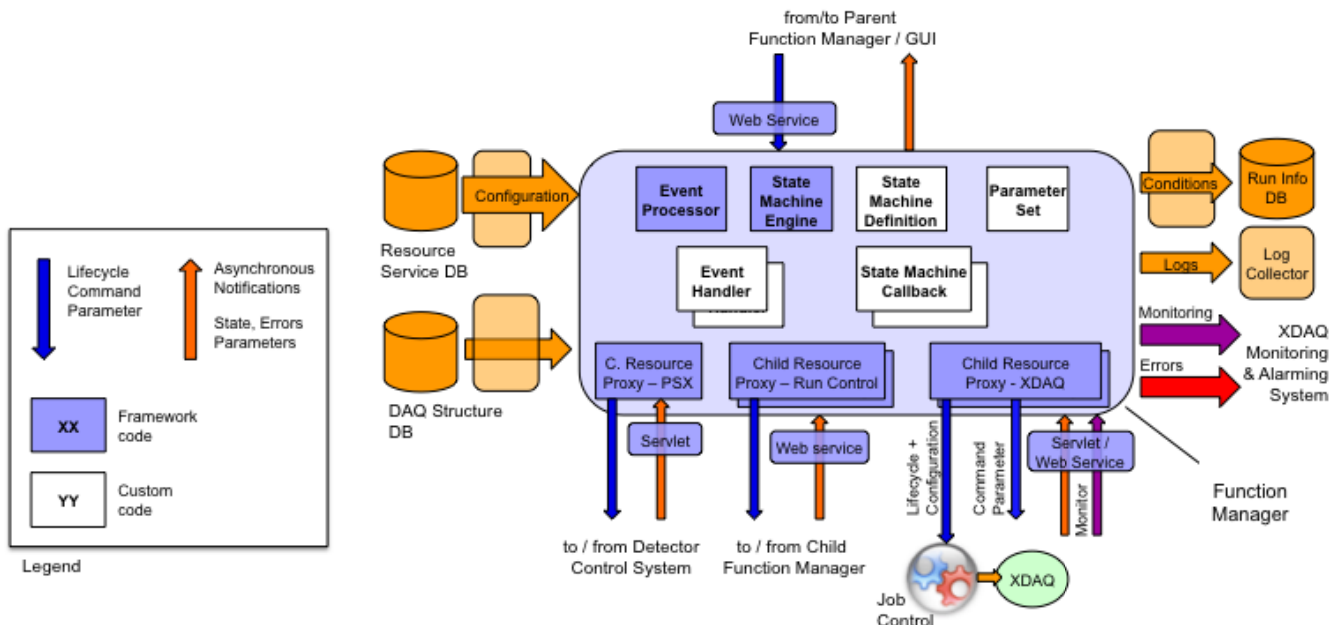 from/to Parent
Function Manager / GUI
Web Service
Configuration
Resource
Service DB
DAQ Structure
DB
Event
Processor
State
Machine
Engine
State
Machine
Definition
Parameter
Set
Event
Handler
Handler
State Machine
Callback
C. Resource
Proxy – PSX
Child Resource
Proxy – Run Control
Child Resource
Proxy - XDAQ
Conditions
Run Info
DB
Logs
Log
Collector
Monitoring
Errors
XDAQ
Monitoring
& Alarming
System
Servlet
Web service
Lifecycle +
Configuration
Command
Parameter
Servlet /
Web Service
Monitor
Function
Manager
to / from Detector
Control System
to / from Child
Function Manager
Job
Control
XDAQ
Lifecycle
Command
Parameter
Asynchronous
Notifications
State, Errors
Parameters
XX
Framework
code
YY
Custom
code
Legend